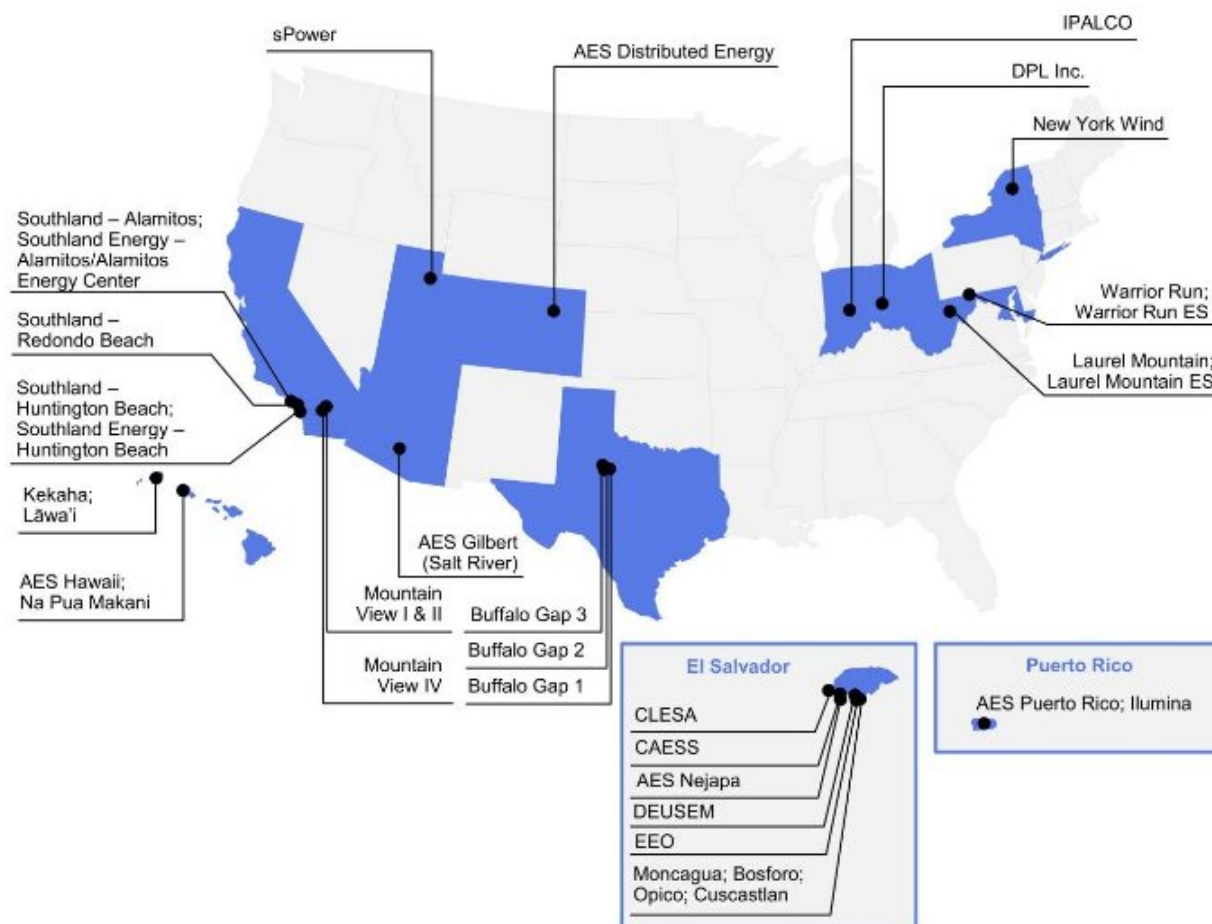 sPower
AES Distributed Energy
IPALCO
DPL Inc.
New York Wind
Southland – Alamitos;
Southland Energy –
Alamitos/Alamitos
Energy Center
Southland –
Redondo Beach
Southland –
Huntington Beach;
Southland Energy –
Huntington Beach
Kekaha;
Lāwa'i
AES Hawaii;
Na Pua Makani
Warrior Run;
Warrior Run ES
Laurel Mountain;
Laurel Mountain ES
AES Gilbert
(Salt River)
Mountain
View I & II
Mountain
View IV
Buffalo Gap 3
Buffalo Gap 2
Buffalo Gap 1
El Salvador
CLESA
CAESS
AES Nejapa
DEUSEM
EEO
Moncagua; Bosforo;
Opico; Cuscastlan
Puerto Rico
AES Puerto Rico; Ilumina